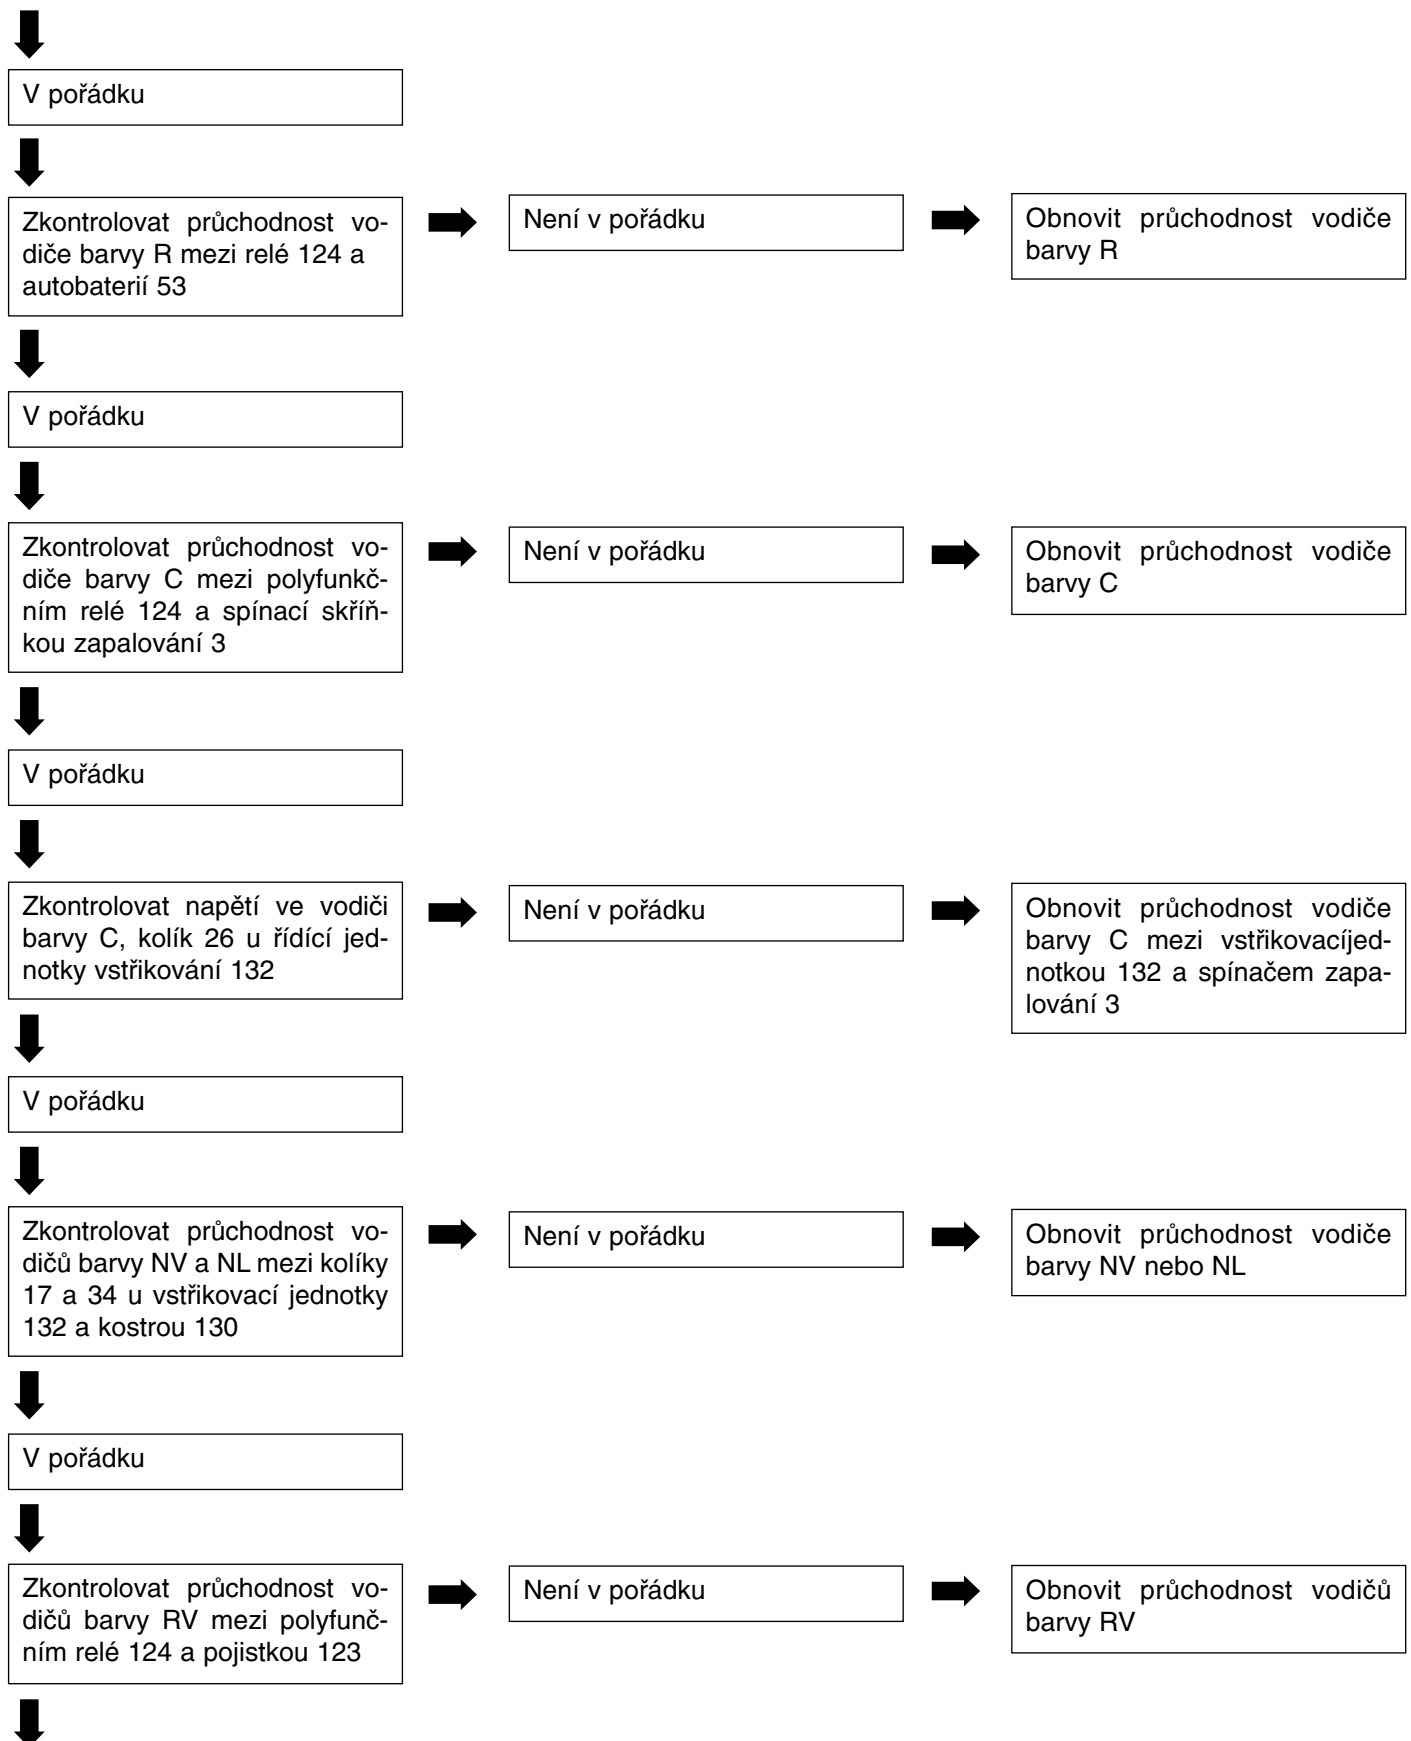 V pořádku
Zkontrolovat průchodnost vo-
diče barvy R mezi relé 124 a
autobaterií 53
Není v pořádku
Obnovit průchodnost vodiče
barvy R
V pořádku
Zkontrolovat průchodnost vo-
diče barvy C mezi polyfunkč-
ním relé 124 a spínací skříň-
kou zapalování 3
Není v pořádku
Obnovit průchodnost vodiče
barvy C
V pořádku
Zkontrolovat napětí ve vodiči
barvy C, kolík 26 u řídící jed-
notky vstřikování 132
Není v pořádku
Obnovit průchodnost vodiče
barvy C mezi vstřikovacíjed-
notkou 132 a spínačem zapa-
lování 3
V pořádku
Zkontrolovat průchodnost vo-
dičů barvy NV a NL mezi kolíky
17 a 34 u vstřikovací jednotky
132 a kostrou 130
Není v pořádku
Obnovit průchodnost vodiče
barvy NV nebo NL
V pořádku
Zkontrolovat průchodnost vo-
dičů barvy RV mezi polyfunč-
ním relé 124 a pojistkou 123
Není v pořádku
Obnovit průchodnost vodičů
barvy RV